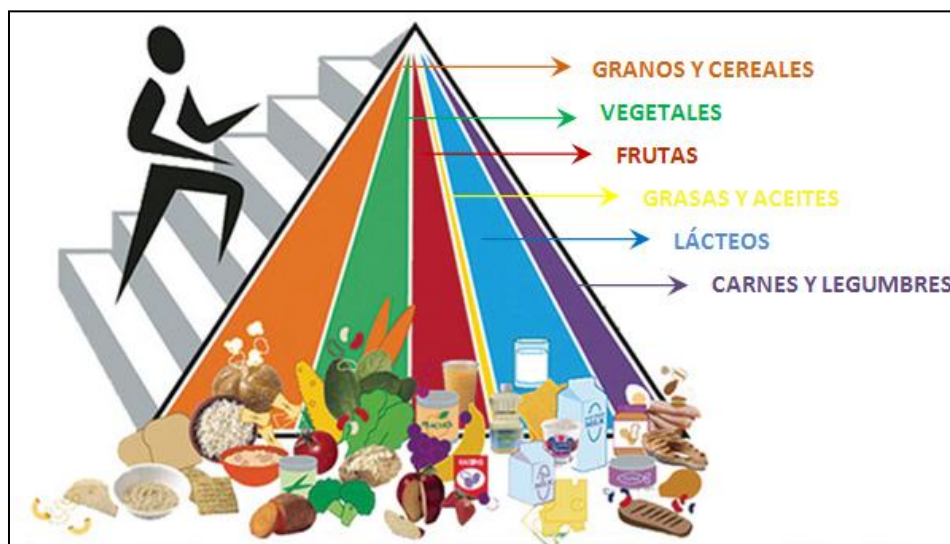 GRANOS Y CEREALES
VEGETALES
FRUTAS
GRASAS Y ACEITES
LÁCTEOS
CARNES Y LEGUMBRES